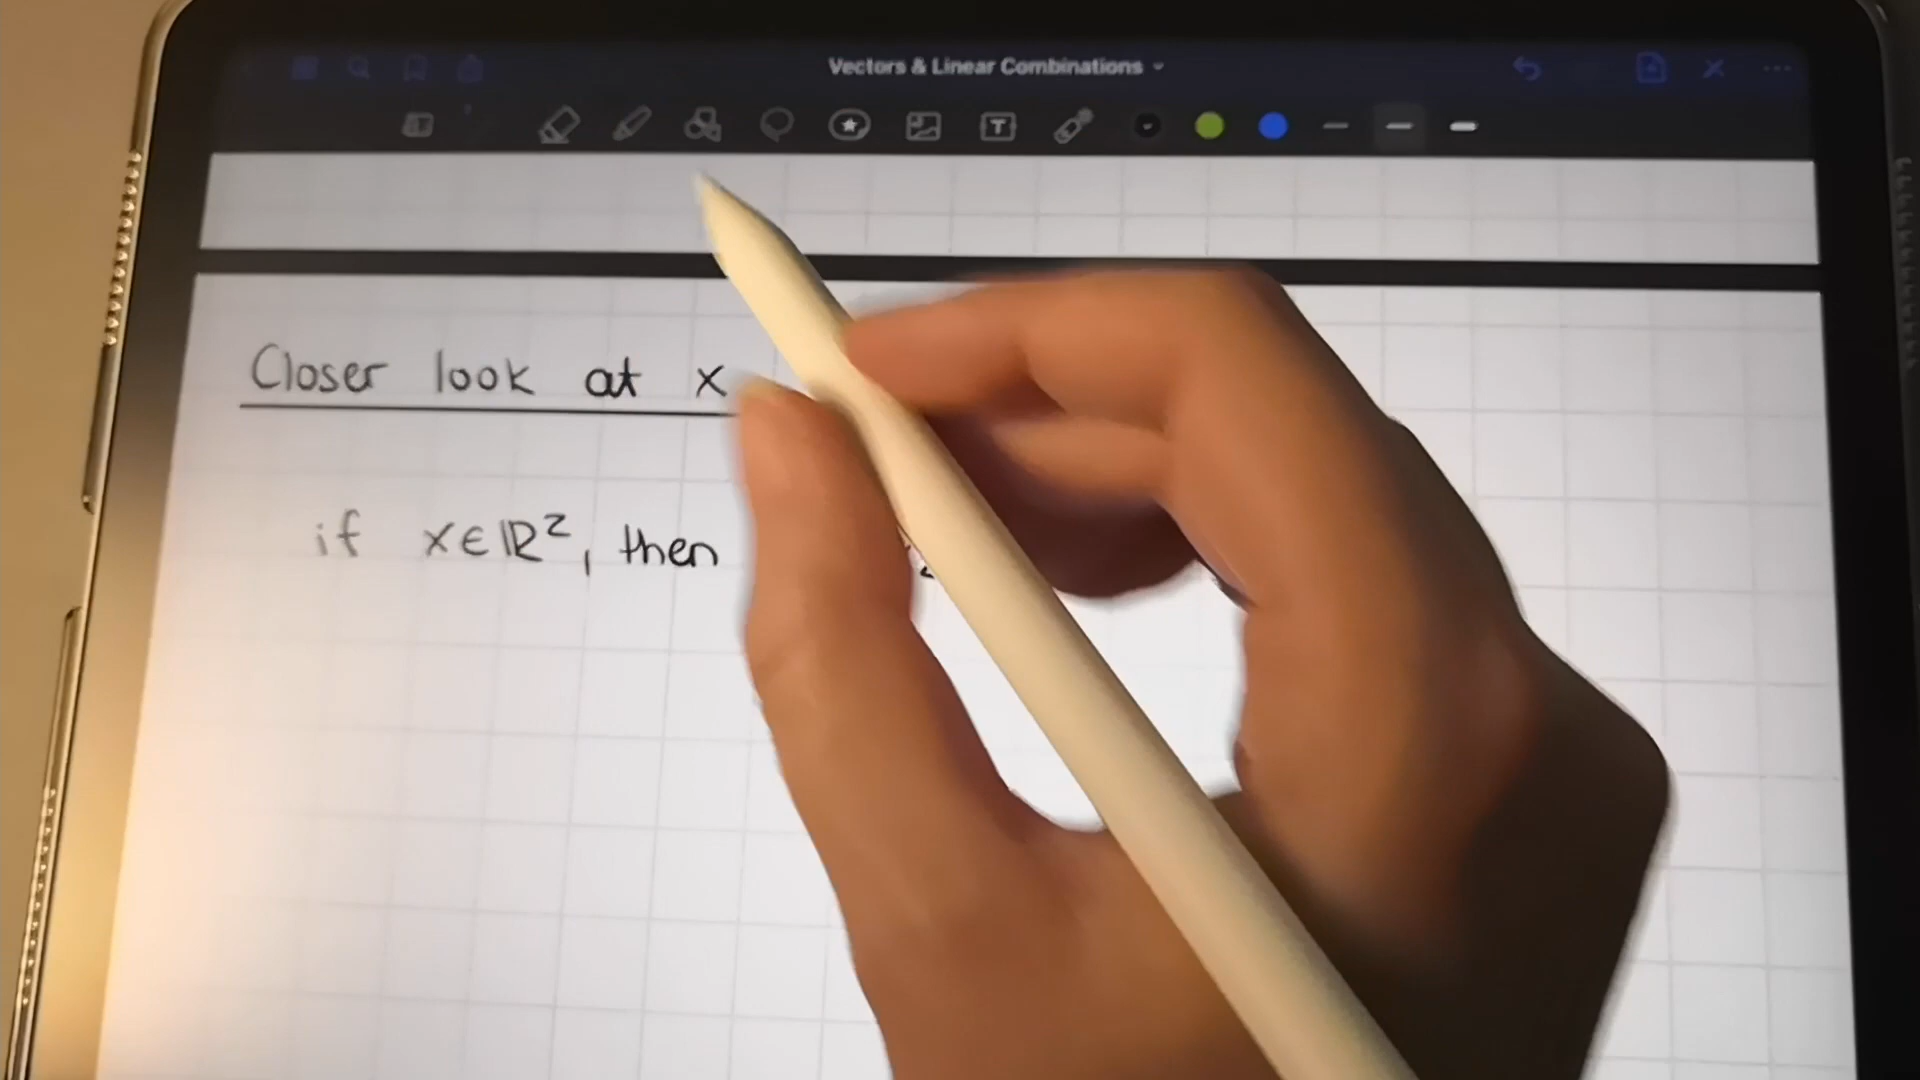 Vectors & Linear Combinations
Closer look at x
if x∈ℝ², then